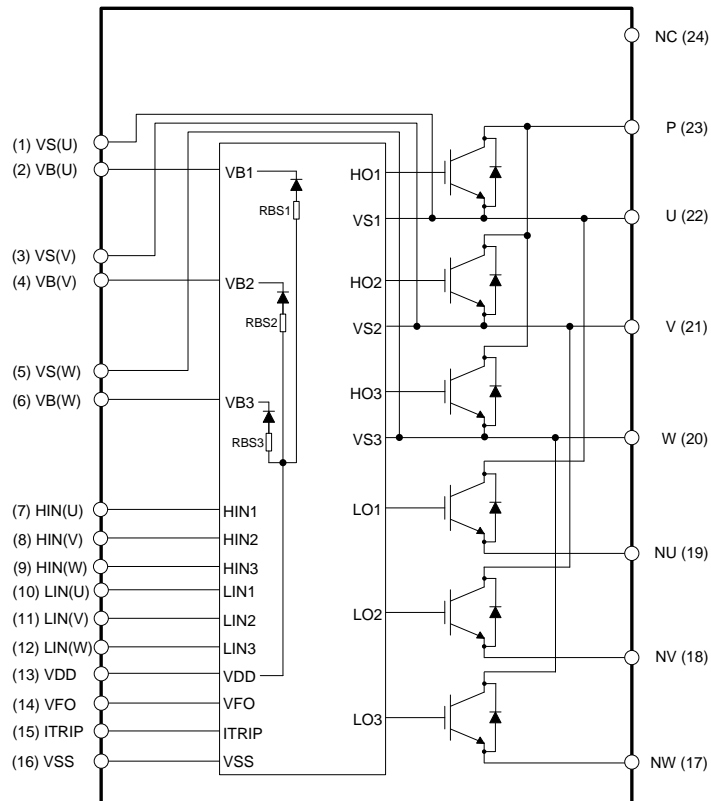 NC (24)
P (23)
U (22)
V (21)
W (20)
NU (19)
NV (18)
NW (17)
(1) VS(U)
(2) VB(U)
(3) VS(V)
(4) VB(V)
(5) VS(W)
(6) VB(W)
(7) HIN(U)
(8) HIN(V)
(9) HIN(W)
(10) LIN(U)
(11) LIN(V)
(12) LIN(W)
(13) VDD
(14) VFO
(15) ITRIP
(16) VSS
VB1
RBS1
VB2
RBS2
VB3
RBS3
HIN1
HIN2
HIN3
LIN1
LIN2
LIN3
VDD
VFO
ITRIP
VSS
HO1
VS1
HO2
VS2
HO3
VS3
LO1
LO2
LO3